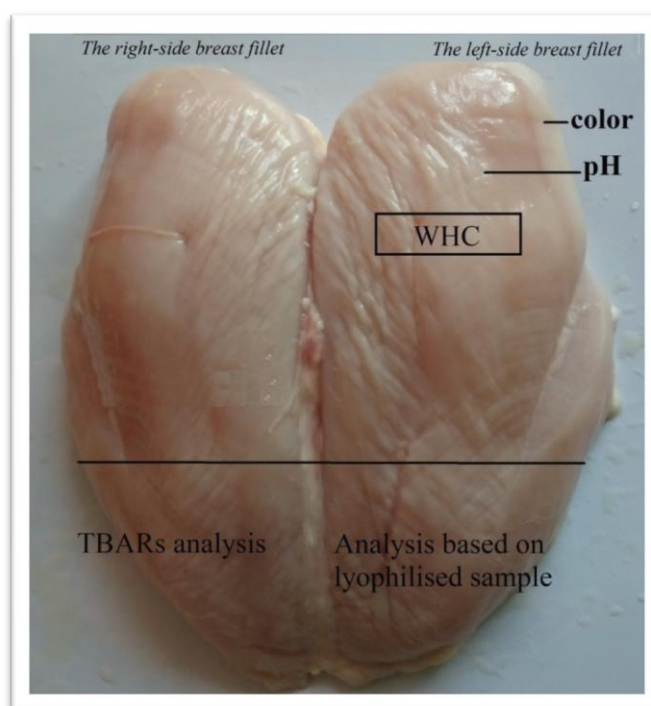 The right-side breast fillet
The left-side breast fillet
color
pH
WHC
TBARs analysis
Analysis based on
lyophilised sample